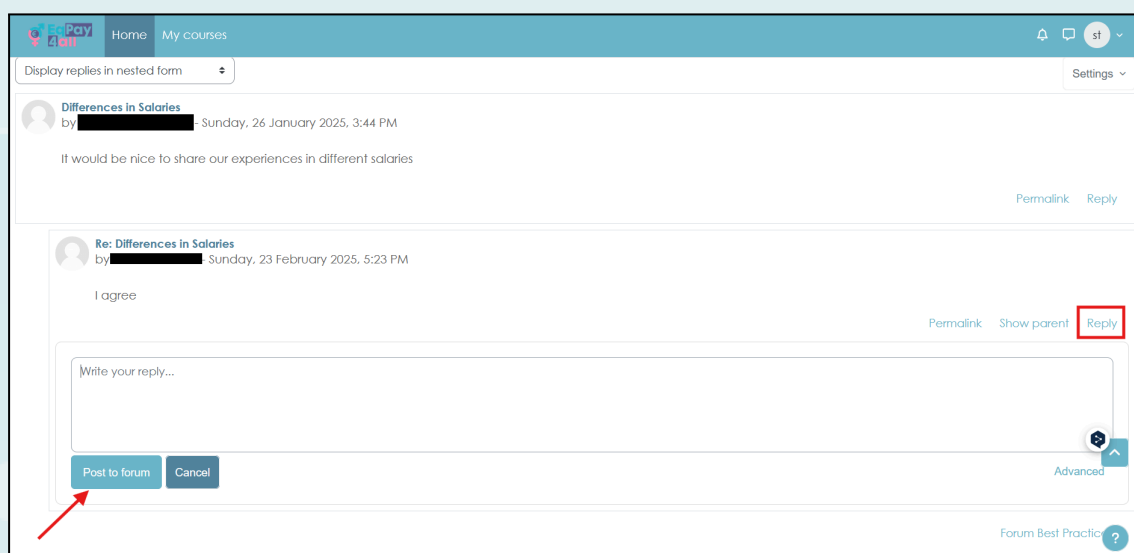 EqPay
4all
Home My courses
st
Display replies in nested form
Settings
Differences in Salaries
by - Sunday, 26 January 2025, 3:44 PM
It would be nice to share our experiences in different salaries
Permalink Reply
Re: Differences in Salaries
by - Sunday, 23 February 2025, 5:23 PM
I agree
Permalink Show parent Reply
Write your reply...
Post to forum Cancel
Advanced
Forum Best Practic
?